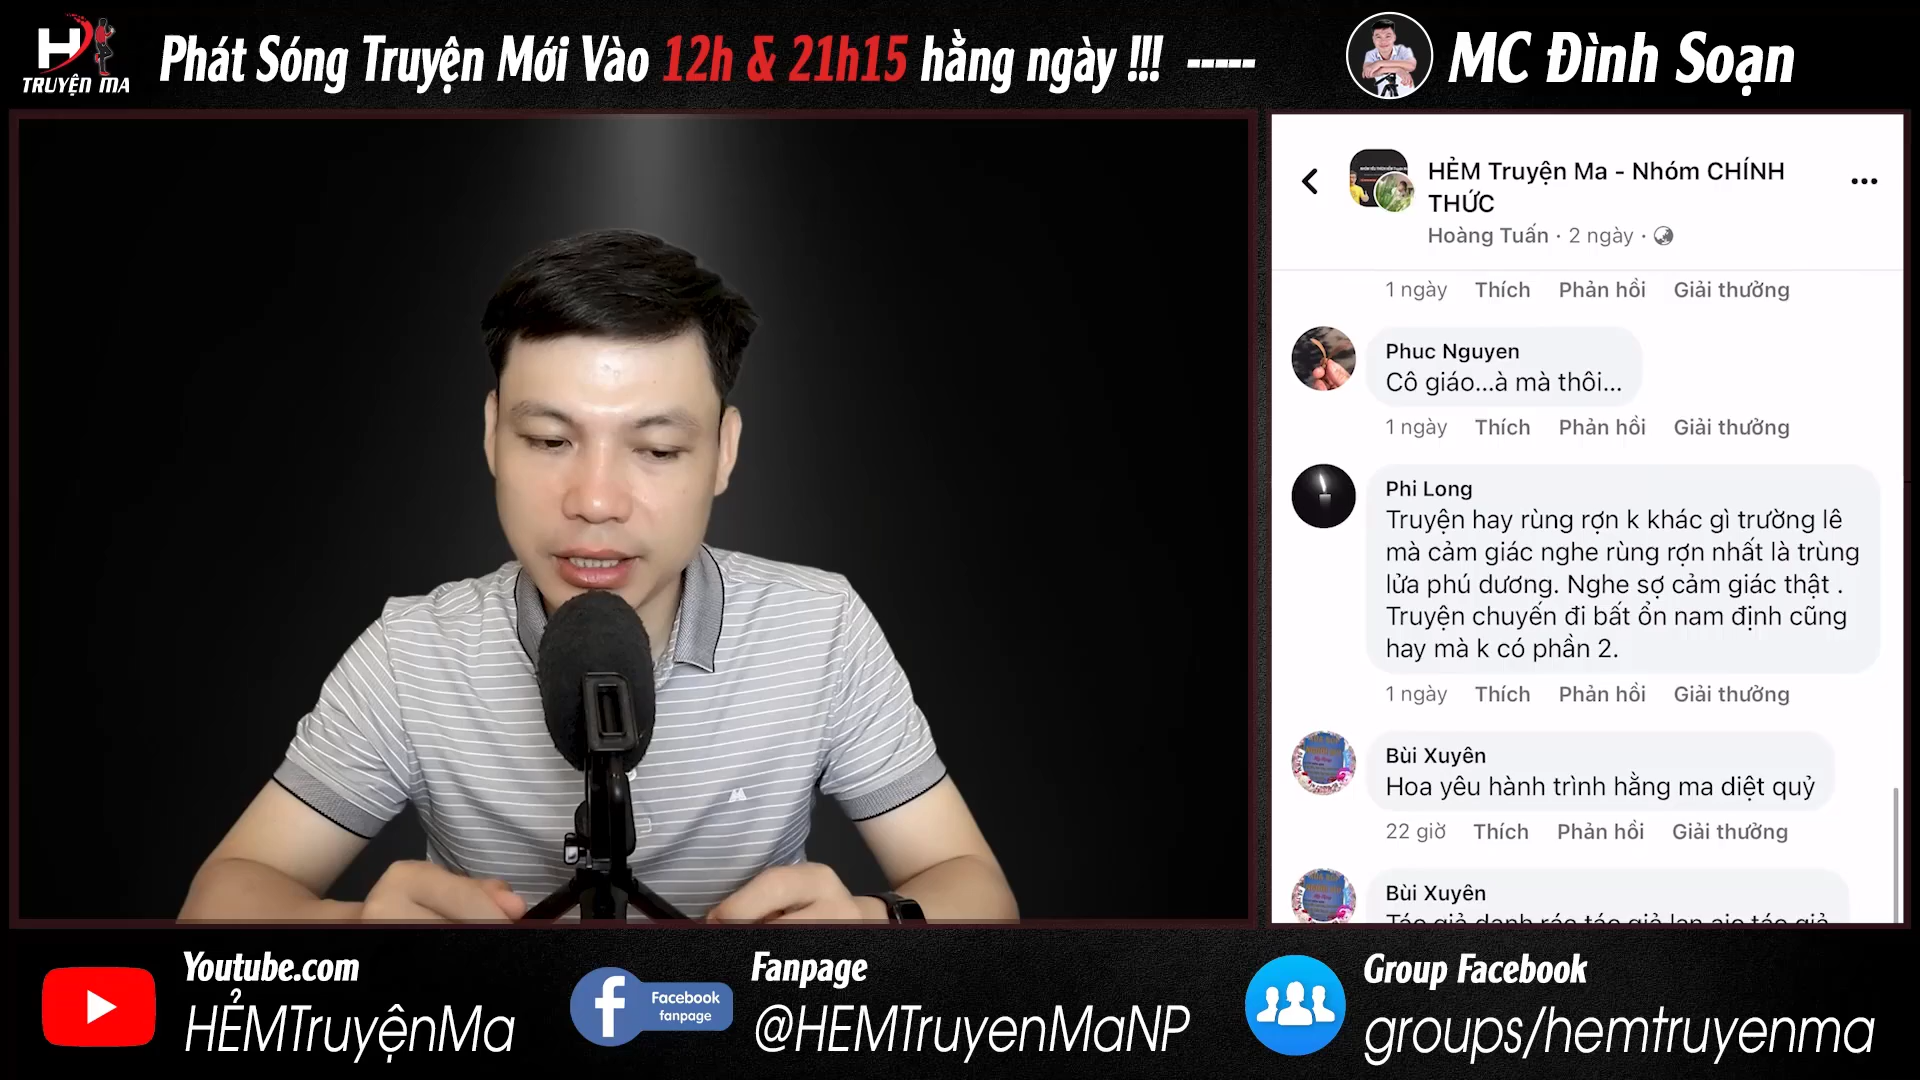 H
TRUYỆN MA
Phát Sóng Truyện Mới Vào 12h & 21h15 hằng ngày !!! -----
MC Đình Soạn
HẺM Truyện Ma - Nhóm CHÍNH
THỨC
Hoàng Tuấn · 2 ngày ·
1 ngày Thích Phản hồi Giải thưởng
Phuc Nguyen
Cô giáo...à mà thôi...
1 ngày Thích Phản hồi Giải thưởng
Phi Long
Truyện hay rùng rợn k khác gì trường lê
mà cảm giác nghe rùng rợn nhất là trùng
lửa phú dương. Nghe sợ cảm giác thật .
Truyện chuyến đi bất ổn nam định cũng
hay mà k có phần 2.
1 ngày Thích Phản hồi Giải thưởng
Bùi Xuyên
Hoa yêu hành trình hằng ma diệt quỷ
22 giờ Thích Phản hồi Giải thưởng
Bùi Xuyên
Youtube.com
HẺMTruyệnMa
Facebook
fanpage
Fanpage
@HEMTruyenMaNP
Group Facebook
groups/hemtruyenma